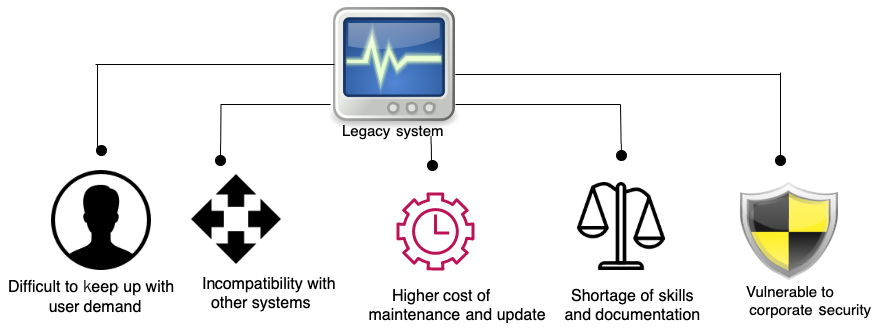 Legacy system
Difficult to keep up with
user demand
Incompatibility with
other systems
Higher cost of
maintenance and update
Shortage of skills
and documentation
Vulnerable to
corporate security